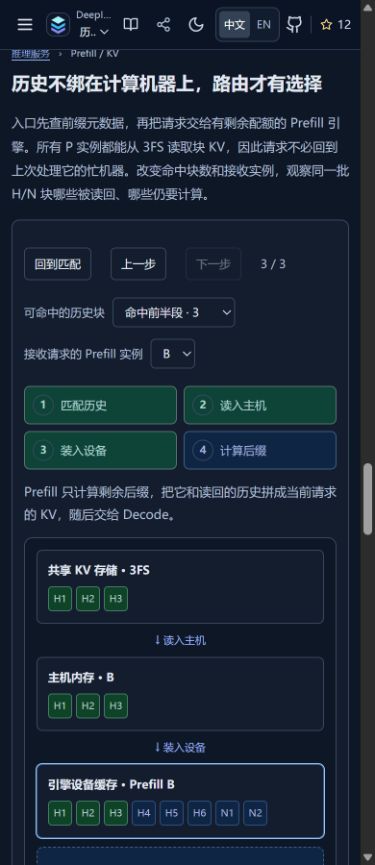 Deepl...
历..
中文
EN
12
推理服务 › Prefill / KV
历史不绑在计算机器上，路由才有选择
入口先查前缀元数据，再把请求交给有剩余配额的 Prefill 引
擎。所有 P 实例都能从 3FS 读取块 KV，因此请求不必回到
上次处理它的忙机器。改变命中块数和接收实例，观察同一批
H/N 块哪些被读回、哪些仍要计算。
回到匹配 上一步 下一步 3 / 3
可命中的历史块 命中前半段 · 3
接收请求的 Prefill 实例 B
1 匹配历史
2 读入主机
3 装入设备
4 计算后缀
Prefill 只计算剩余后缀，把它和读回的历史拼成当前请求
的 KV，随后交给 Decode。
共享 KV 存储 · 3FS
H1 H2 H3
↓ 读入主机
主机内存 · B
H1 H2 H3
↓ 装入设备
引擎设备缓存 · Prefill B
H1 H2 H3 H4 H5 H6 N1 N2